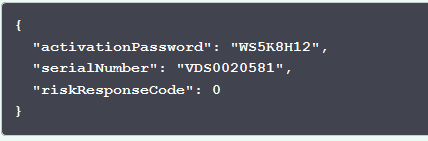 {
"activationPassword": "WS5K8H12",
"serialNumber": "VDS0020581",
"riskResponseCode": 0
}